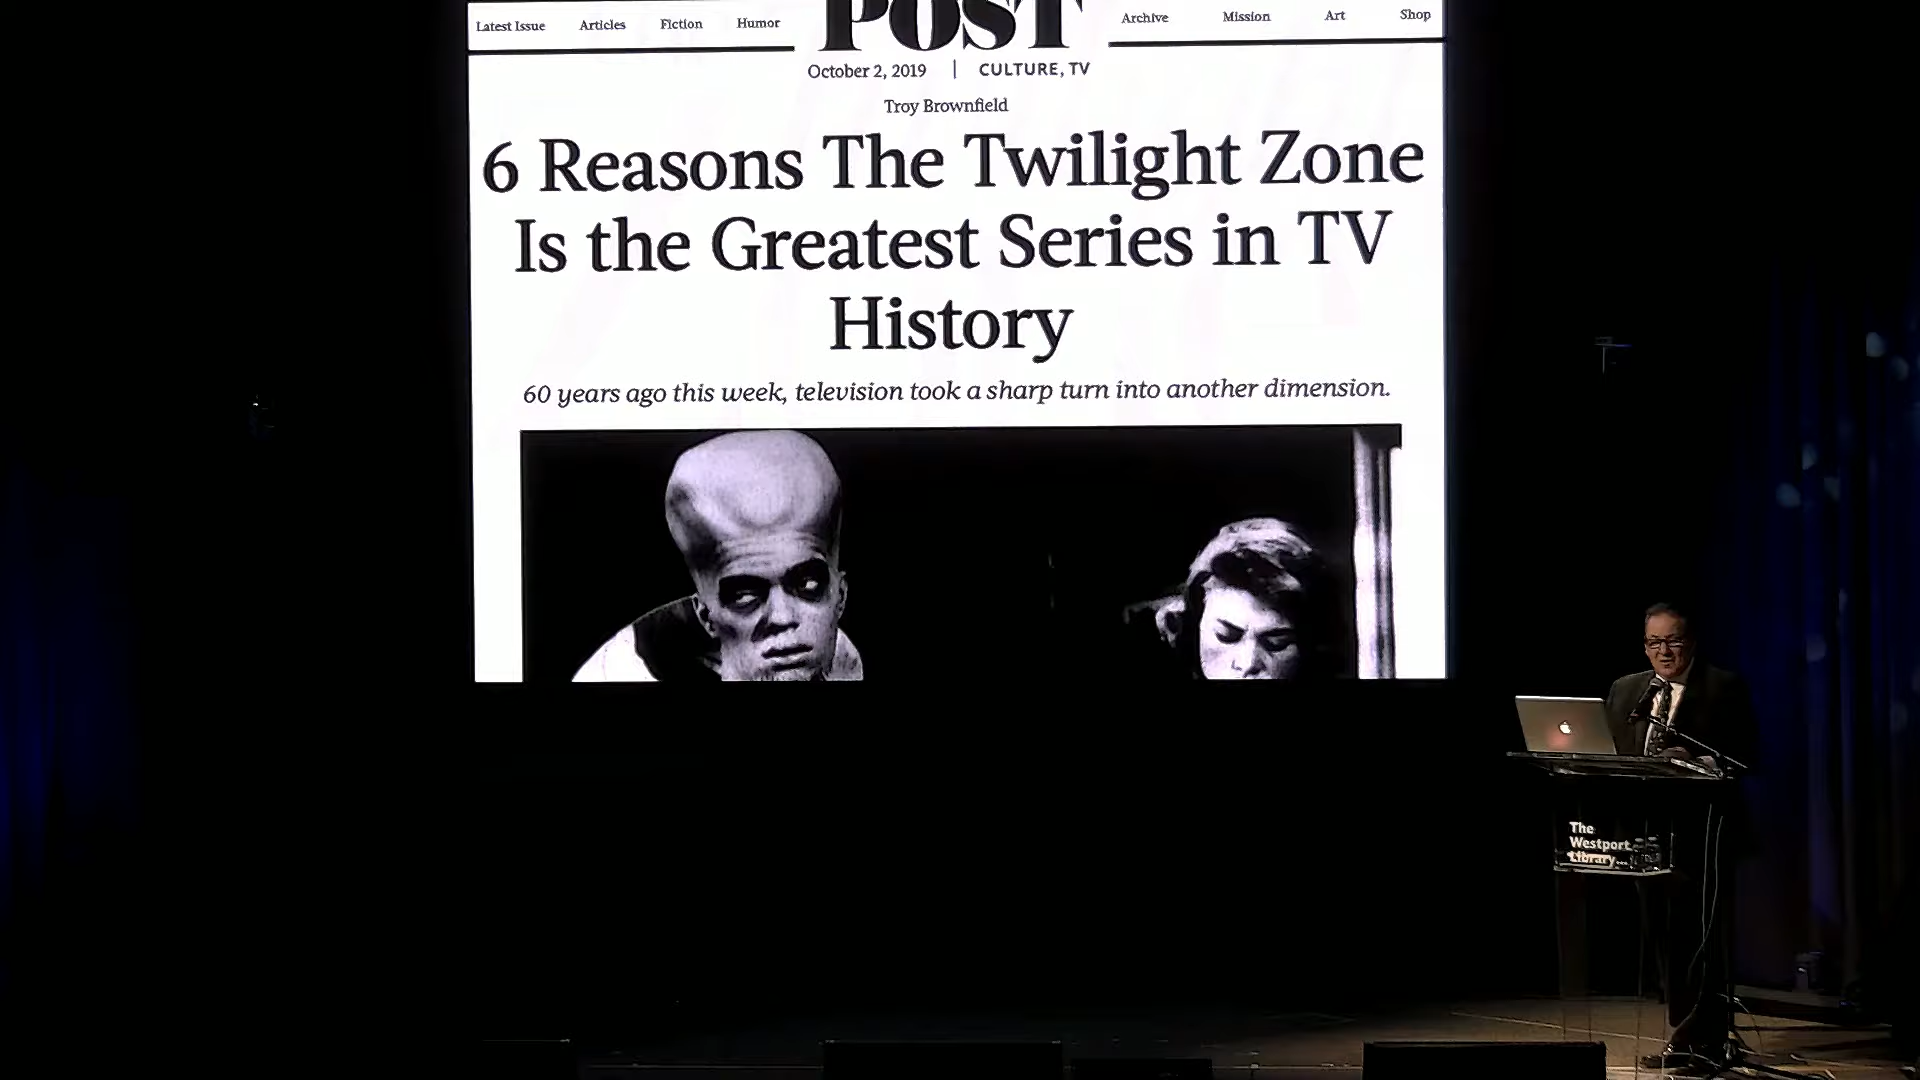 Latest Issue Articles Fiction Humor POST Archive Mission Art Shop
October 2, 2019 | CULTURE, TV
Troy Brownfield
6 Reasons The Twilight Zone
Is the Greatest Series in TV
History
60 years ago this week, television took a sharp turn into another dimension.
The
Westport
Library...